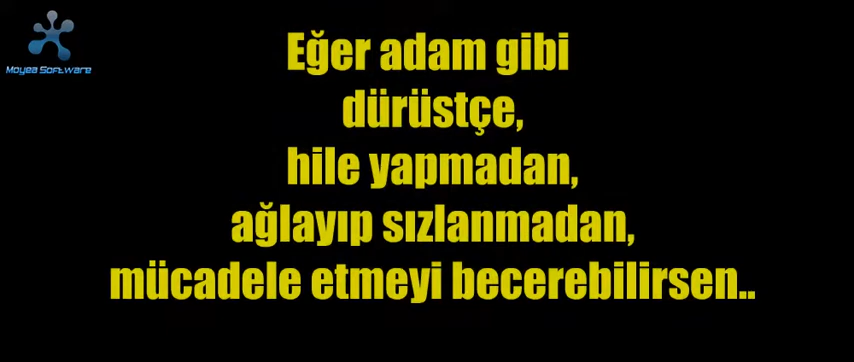 Moyea Software
Eğer adam gibi
dürüstçe,
hile yapmadan,
ağlayıp sızlanmadan,
mücadele etmeyi becerebilirsen..